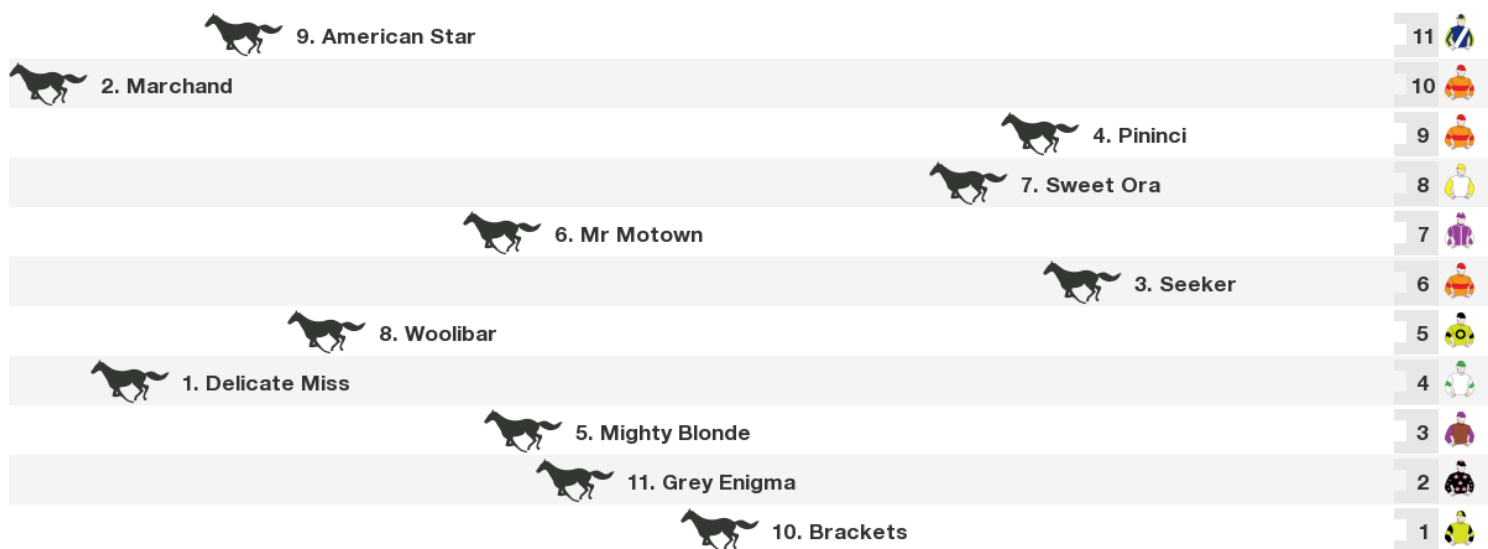 9. American Star 11
2. Marchand 10
4. Pininci 9
7. Sweet Ora 8
6. Mr Motown 7
3. Seeker 6
8. Woolibar 5
1. Delicate Miss 4
5. Mighty Blonde 3
11. Grey Enigma 2
10. Brackets 1